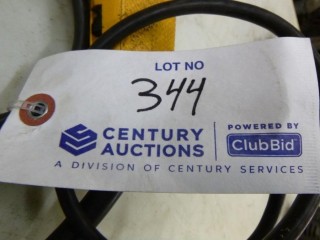 LOT NO
344
CENTURY AUCTIONS
POWERED BY
ClubBid
A DIVISION OF CENTURY SERVICES